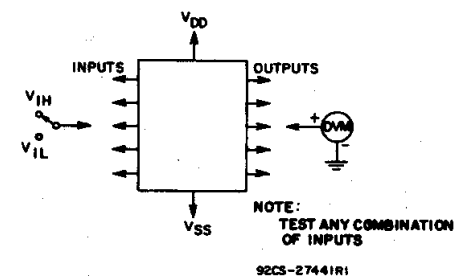 VDD
INPUTS
OUTPUTS
VIH
VIL
+
DVM
-
VSS
NOTE:
TEST ANY COMBINATION
OF INPUTS
92CS-27441R1